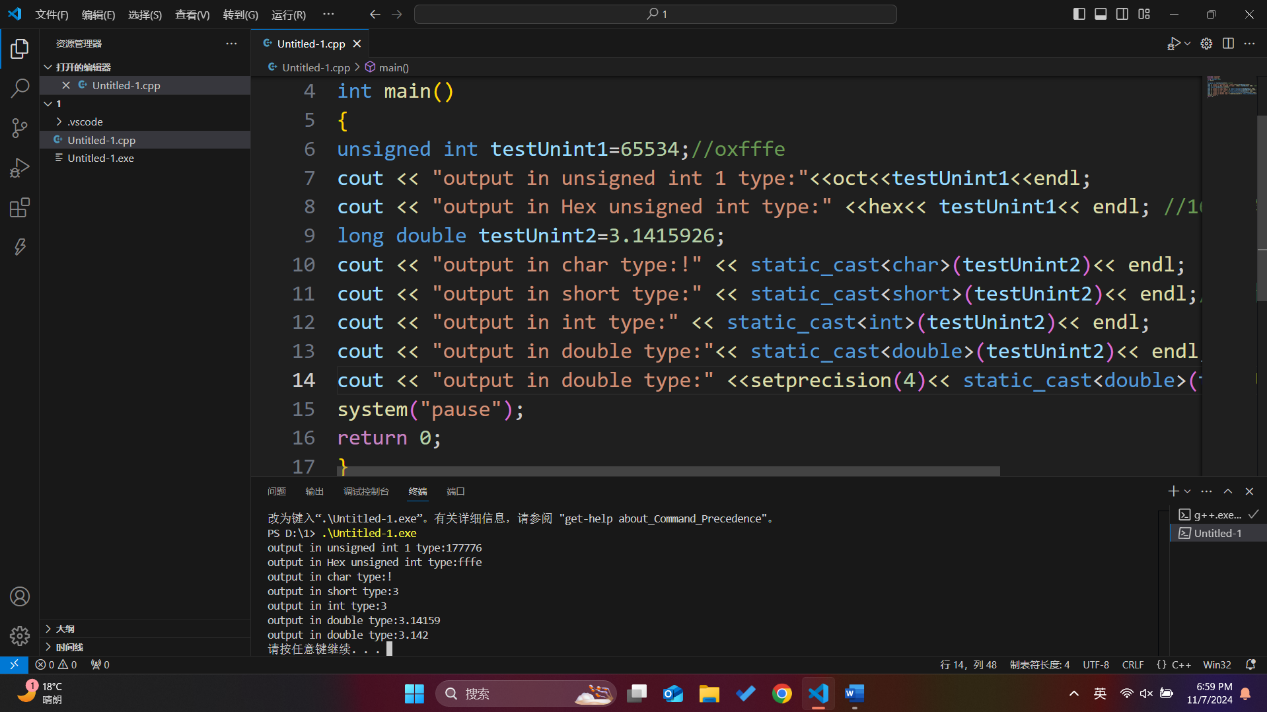 文件(F) 编辑(E) 选择(S) 查看(V) 转到(G) 运行(R) ··· 1
资源管理器 ···
Untitled-1.cpp
打开的编辑器
Untitled-1.cpp
1
.vscode
Untitled-1.cpp
Untitled-1.exe
Untitled-1.cpp > main()
4 int main()
5 {
6 unsigned int testUnint1=65534;//oxfffe
7 cout << "output in unsigned int 1 type:"<<oct<<testUnint1<<endl;
8 cout << "output in Hex unsigned int type:" <<hex<< testUnint1<< endl; //16
9 long double testUnint2=3.1415926;
10 cout << "output in char type:!" << static_cast<char>(testUnint2)<< endl;
11 cout << "output in short type:" << static_cast<short>(testUnint2)<< endl;
12 cout << "output in int type:" << static_cast<int>(testUnint2)<< endl;
13 cout << "output in double type:"<< static_cast<double>(testUnint2)<< endl
14 cout << "output in double type:" <<setprecision(4)<< static_cast<double>(
15 system("pause");
16 return 0;
17 }
问题 输出 调试控制台 终端 端口
改为键入“.\Untitled-1.exe”。有关详细信息，请参阅 "get-help about_Command_Precedence"。
PS D:\1> .\Untitled-1.exe
output in unsigned int 1 type:177776
output in Hex unsigned int type:fffe
output in char type:!
output in short type:3
output in int type:3
output in double type:3.14159
output in double type:3.142
请按任意键继续. . .
g++.exe...
Untitled-1
大纲
时间线
0 0 0
行 14，列 48 制表符长度: 4 UTF-8 CRLF {} C++ Win32
1
18°C
晴朗
搜索
英
6:59 PM
11/7/2024